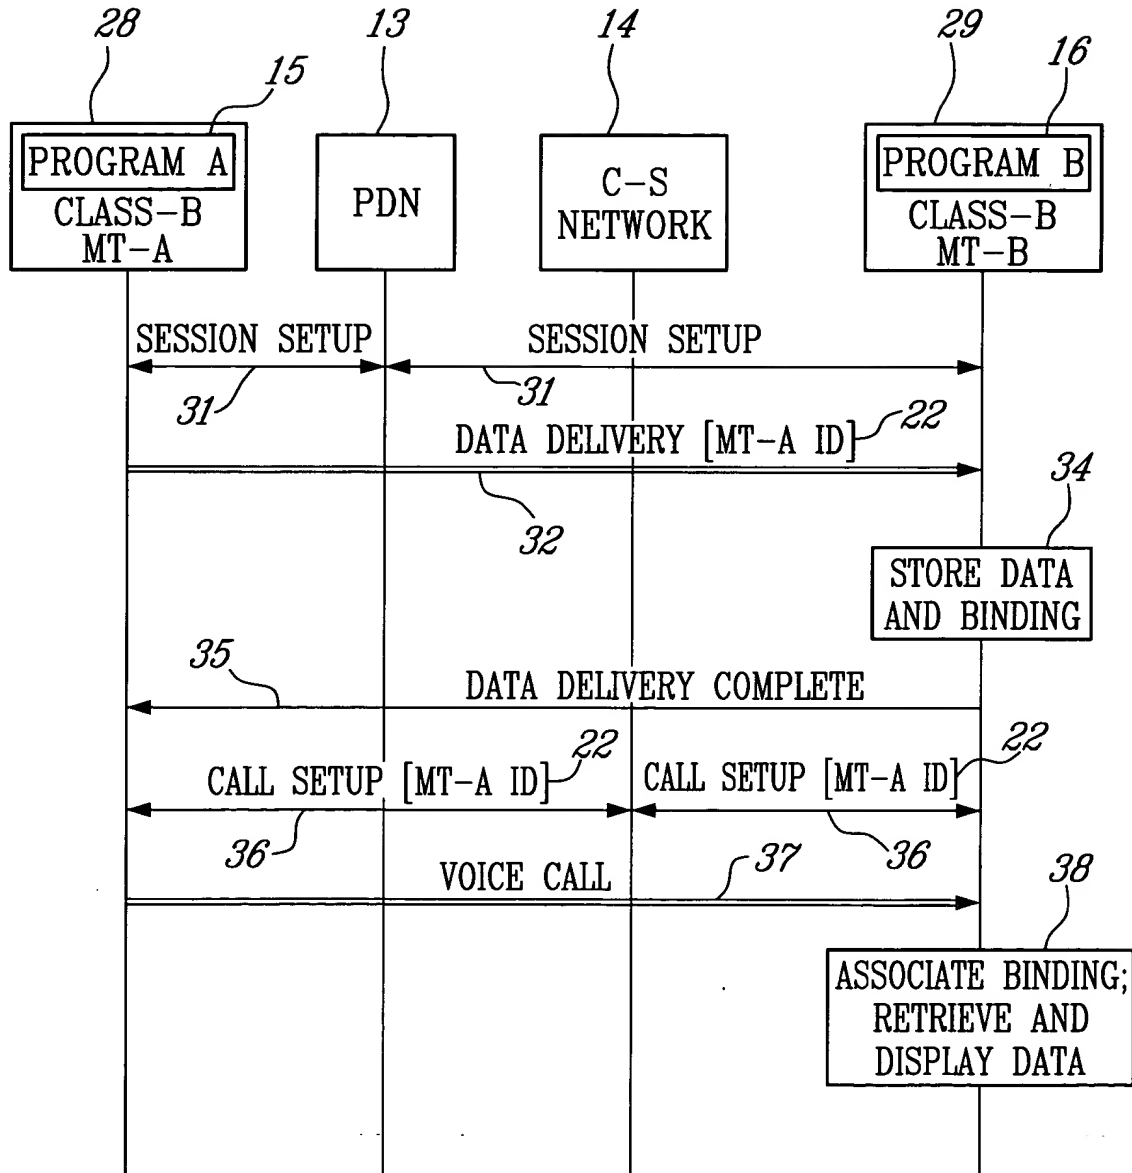 28
13
14
29
15
16
PROGRAM A
CLASS-B
MT-A
PDN
C-S
NETWORK
PROGRAM B
CLASS-B
MT-B
SESSION SETUP
SESSION SETUP
31
31
DATA DELIVERY [MT-A ID]
22
32
34
STORE DATA
AND BINDING
35
DATA DELIVERY COMPLETE
22
22
CALL SETUP [MT-A ID]
CALL SETUP [MT-A ID]
36
36
VOICE CALL
37
38
ASSOCIATE BINDING;
RETRIEVE AND
DISPLAY DATA